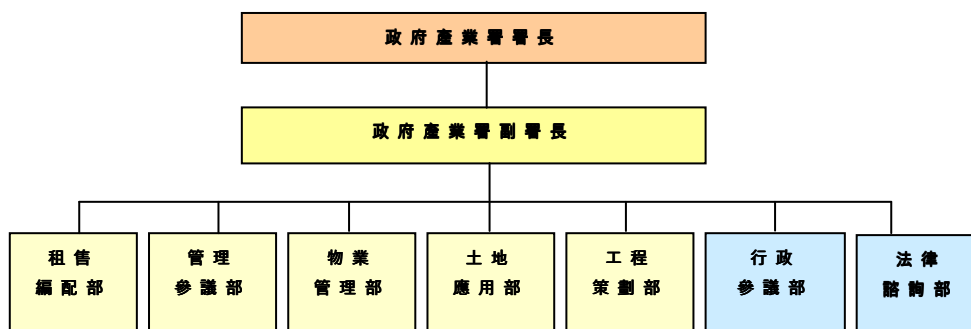 政府產業署署長
政府產業署副署長
租售
編配部
管理
參議部
物業
管理部
土地
應用部
工程
策劃部
行政
參議部
法律
諮詢部